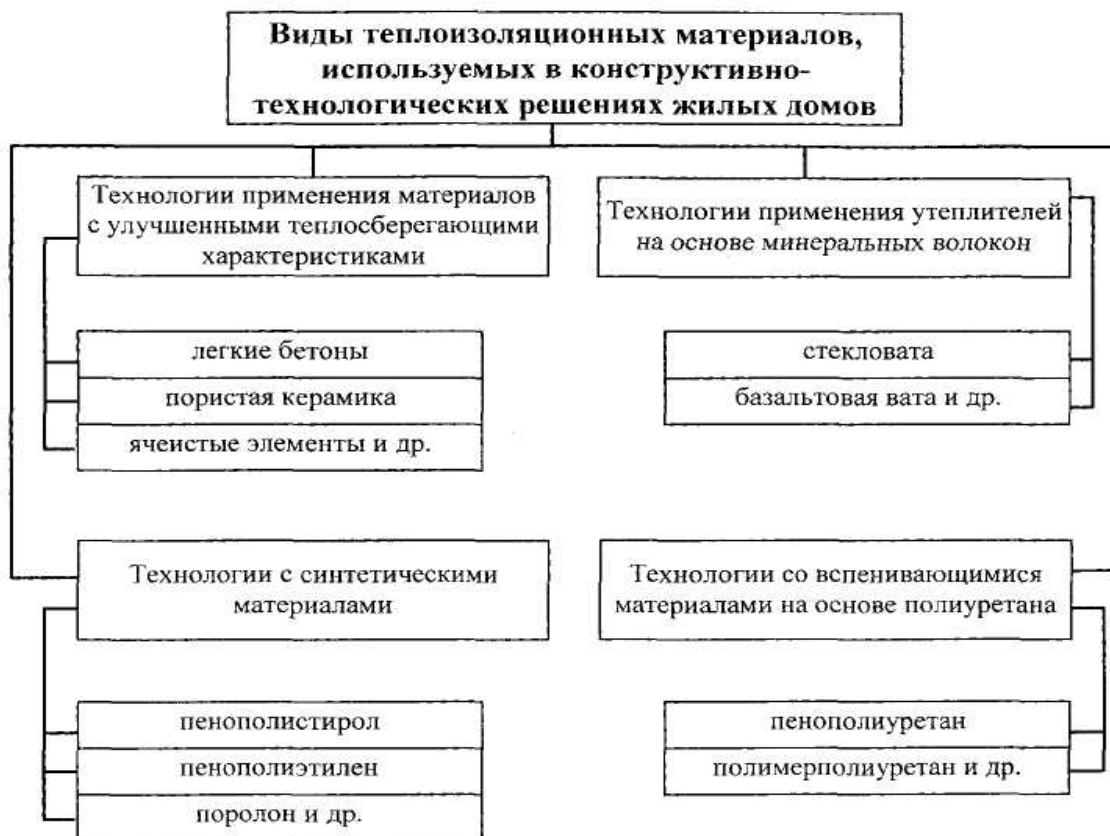 Виды теплоизоляционных материалов,
используемых в конструктивно-
технологических решениях жилых домов
Технологии применения материалов
с улучшенными теплосберегающими
характеристиками
легкие бетоны
пористая керамика
ячеистые элементы и др.
Технологии применения утеплителей
на основе минеральных волокон
стекловата
базальтовая вата и др.
Технологии с синтетическими
материалами
пенополистирол
пенополиэтилен
поролон и др.
Технологии со вспенивающимися
материалами на основе полиуретана
пенополиуретан
полимерполиуретан и др.